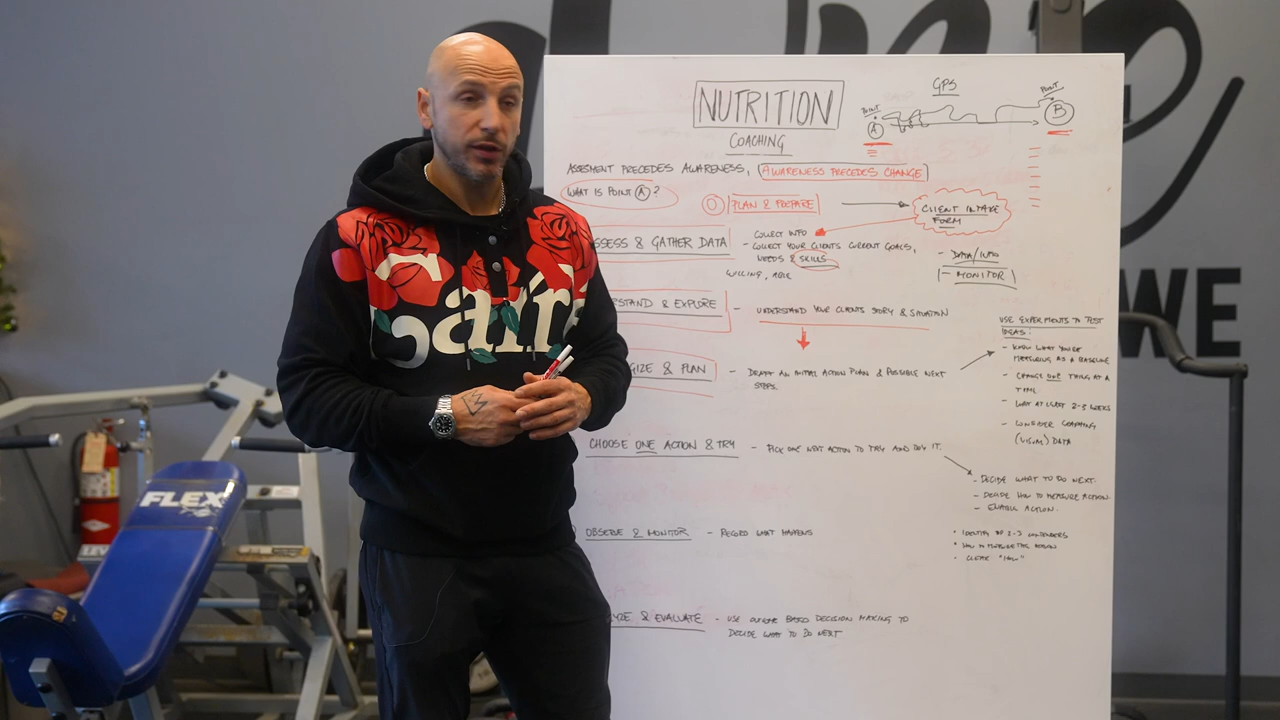 NUTRITION
COACHING
GPS
POINT
A
POINT
B
ASSESMENT PRECEDES AWARENESS, AWARENESS PRECEDES CHANGE
WHAT IS POINT A?
PLAN & PREPARE
CLIENT INTAKE
FORM
SSESS & GATHER DATA
- COLLECT INFO
- COLLECT YOUR CLIENTS CURRENT GOALS,
NEEDS & SKILLS
WILLING, ABLE
- DATA/INFO
- MONITOR
STAND & EXPLORE
- UNDERSTAND YOUR CLIENTS STORY & SITUATION
GIZE & PLAN
- DRAFT AN INITIAL ACTION PLAN & POSSIBLE NEXT
STEPS.
USE EXPERIMENTS TO TEST
IDEAS:
- KNOW WHAT YOU'RE
MEASURING AS A BASELINE
- CHANGE ONE THING AT A
TIME
- WAIT AT LEAST 2-3 WEEKS
- CONSIDER COACHING
(VISUAL) DATA
CHOOSE ONE ACTION & TRY
- PICK ONE NEXT ACTION TO TRY AND DO IT.
- DECIDE WHAT TO DO NEXT.
- DECIDE HOW TO MEASURE ACTION.
- ENABLE ACTION.
OBSERVE & MONITOR
- RECORD WHAT HAPPENS
• IDENTIFY 2-3 CONTENDERS
• CLEAR "HOW"
YZE & EVALUATE
- USE BASED DECISION MAKING TO
DECIDE WHAT TO DO NEXT
FLEX
WE